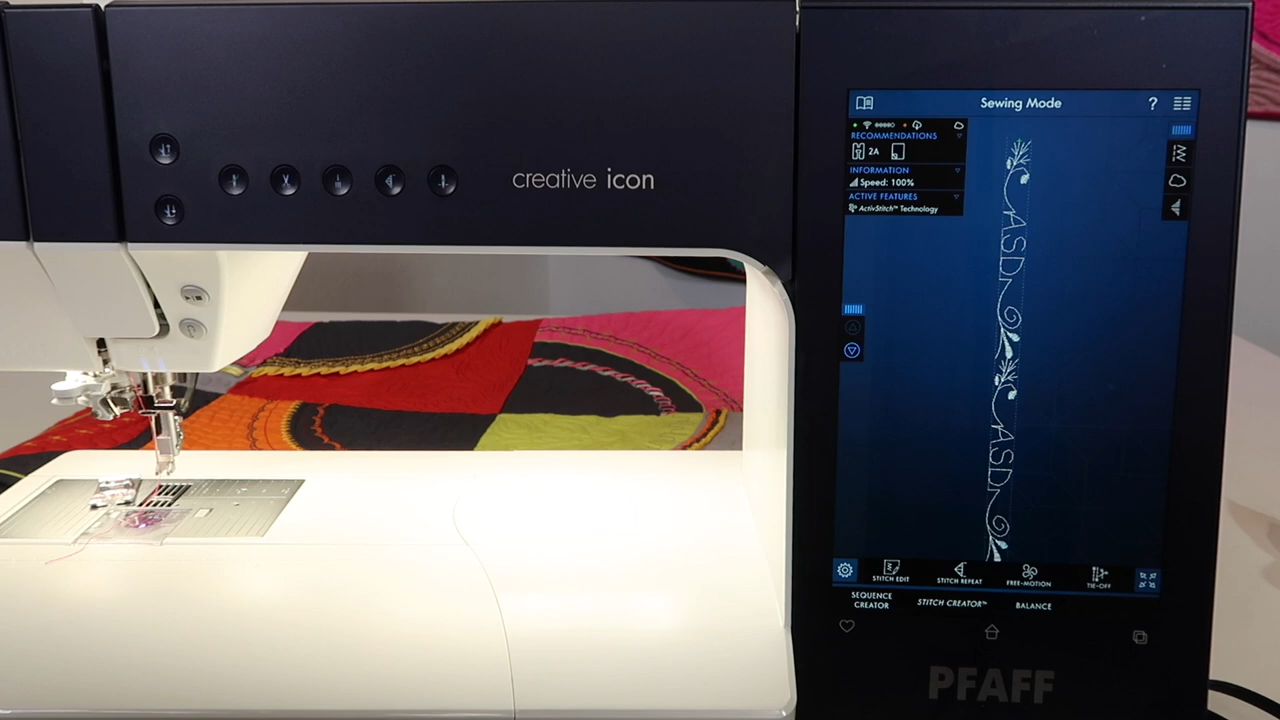 creative icon
Sewing Mode
?
RECOMMENDATIONS
2A
INFORMATION
Speed: 100%
ACTIVE FEATURES
ActivStitch™ Technology
ASD
ASD
STITCH EDIT
STITCH REPEAT
FREE-MOTION
TIE-OFF
SEQUENCE
CREATOR
STITCH CREATOR™
BALANCE
PFAFF